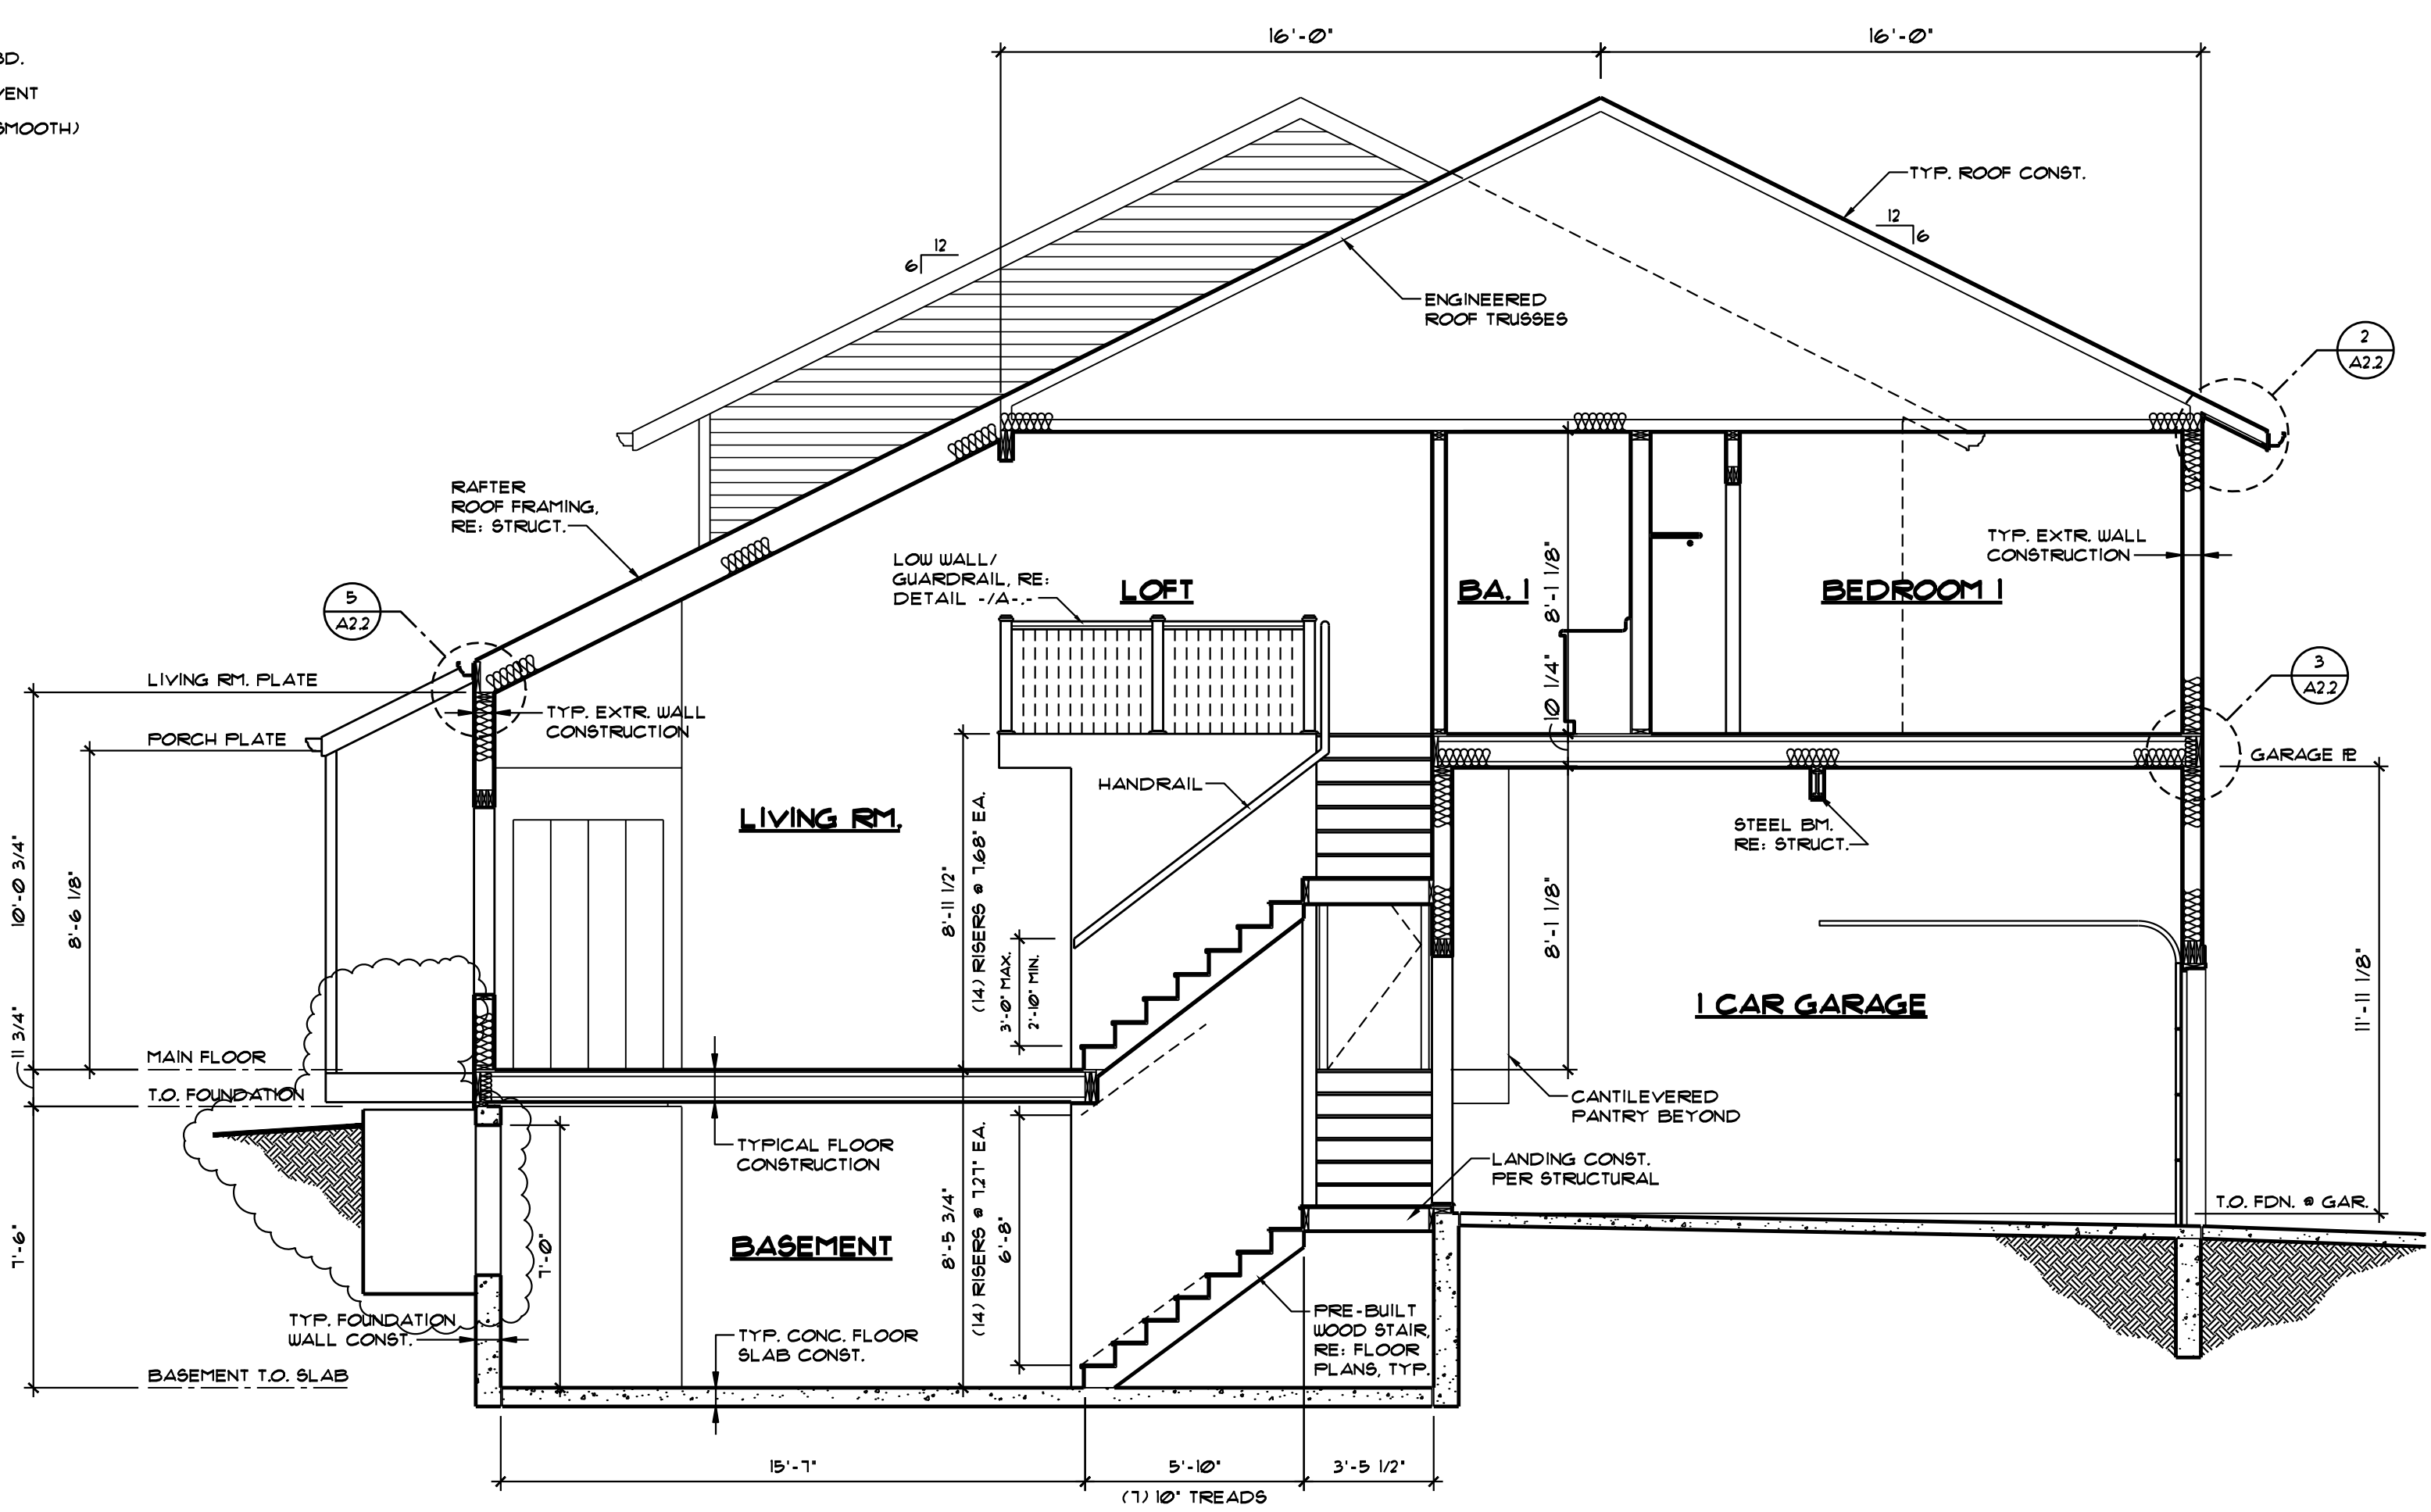 BD.
VENT
SMOOTH)
16'-0"
16'-0"
TYP. ROOF CONST.
12
6
12
6
ENGINEERED
ROOF TRUSSES
2
A2.2
RAFTER
ROOF FRAMING,
RE: STRUCT.
LOW WALL/
GUARDRAIL, RE:
DETAIL -/A-.-
LOFT
BA. 1
8'-1 1/8"
BEDROOM 1
TYP. EXTR. WALL
CONSTRUCTION
5
A2.2
3
A2.2
LIVING RM. PLATE
TYP. EXTR. WALL
CONSTRUCTION
PORCH PLATE
10 1/4"
GARAGE PL
HANDRAIL
LIVING RM.
STEEL BM.
RE: STRUCT.
10'-0 3/4"
8'-6 1/8"
8'-11 1/2"
(14) RISERS @ 7.68" EA.
3'-0" MAX.
2'-10" MIN.
8'-1 1/8"
1 CAR GARAGE
11'-11 1/8"
11 3/4"
MAIN FLOOR
T.O. FOUNDATION
CANTILEVERED
PANTRY BEYOND
TYPICAL FLOOR
CONSTRUCTION
LANDING CONST.
PER STRUCTURAL
T.O. FDN. @ GAR.
7'-6"
7'-0"
BASEMENT
8'-5 3/4"
(14) RISERS @ 7.27" EA.
6'-8"
TYP. FOUNDATION
WALL CONST.
TYP. CONC. FLOOR
SLAB CONST.
PRE-BUILT
WOOD STAIR,
RE: FLOOR
PLANS, TYP.
BASEMENT T.O. SLAB
15'-7"
5'-10"
3'-5 1/2"
(7) 10" TREADS